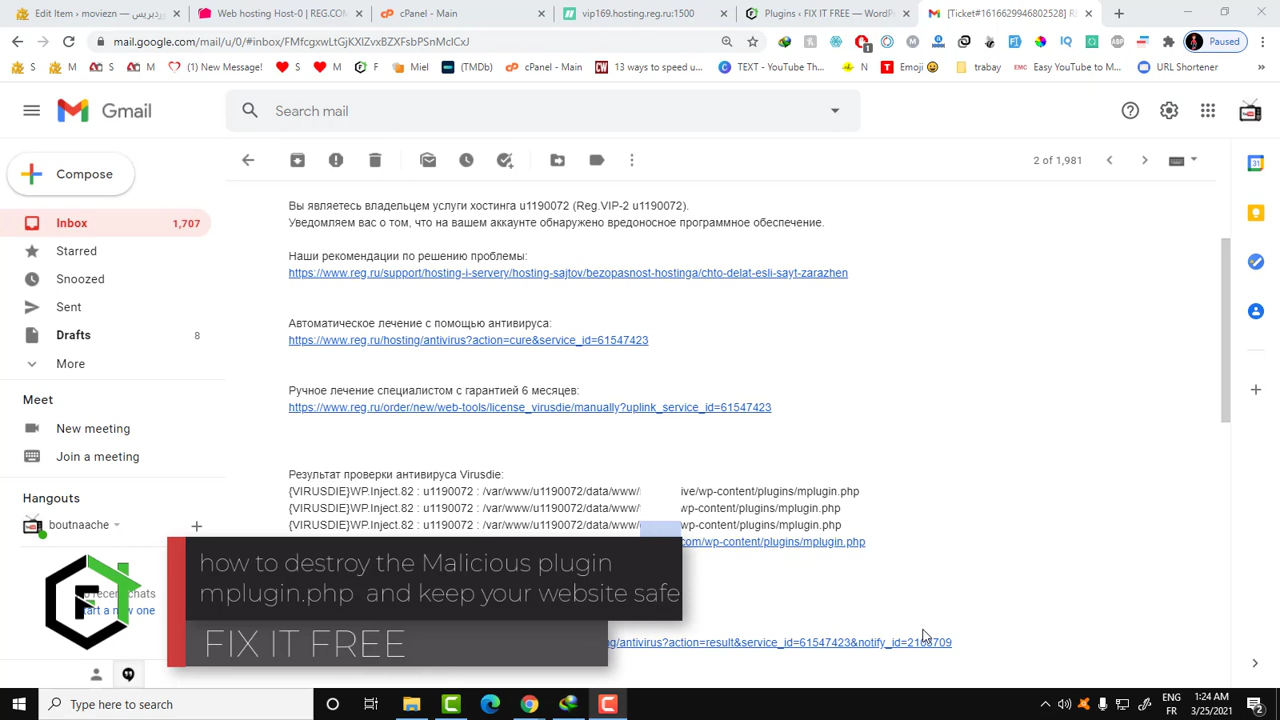 Edit Item ‹ moviezn — ووردبريس
Web hosting Host-0 | REG.COM
cPanel - Main
vip169.hosting.reg.ru:1500
Plugins ‹ FIX IT FREE — WordPr
[Ticket#1616629946802528] RE
mail.google.com/mail/u/0/#inbox/FMfcgxwLtGjKXlZvxBZXFsbPSnMlcCxJ
Paused
S
M
S
M
(1) New Message!
S
M
F
Miel
(TMDb)
cPanel - Main
13 ways to speed u...
TEXT - YouTube Th...
N
Emoji
trabay
Easy YouTube to M...
URL Shortener
Gmail
Search mail
Compose
2 of 1,981
Inbox 1,707
Starred
Snoozed
Sent
Drafts 8
More
Meet
New meeting
Join a meeting
Hangouts
boutnaache
Вы являетесь владельцем услуги хостинга u1190072 (Reg.VIP-2 u1190072).
Уведомляем вас о том, что на вашем аккаунте обнаружено вредоносное программное обеспечение.
Наши рекомендации по решению проблемы:
https://www.reg.ru/support/hosting-i-servery/hosting-sajtov/bezopasnost-hostinga/chto-delat-esli-sayt-zarazhen
Автоматическое лечение с помощью антивируса:
https://www.reg.ru/hosting/antivirus?action=cure&service_id=61547423
Ручное лечение специалистом с гарантией 6 месяцев:
https://www.reg.ru/order/new/web-tools/license_virusdie/manually?uplink_service_id=61547423
Результат проверки антивируса Virusdie:
{VIRUSDIE}WP.Inject.82 : u1190072 : /var/www/u1190072/data/www/ ive/wp-content/plugins/mplugin.php
{VIRUSDIE}WP.Inject.82 : u1190072 : /var/www/u1190072/data/www/ wp-content/plugins/mplugin.php
{VIRUSDIE}WP.Inject.82 : u1190072 : /var/www/u1190072/data/www/ wp-content/plugins/mplugin.php
com/wp-content/plugins/mplugin.php
how to destroy the Malicious plugin
mplugin.php and keep your website safe
FIX IT FREE
chats
a new one
g/antivirus?action=result&service_id=61547423&notify_id=2168709
Type here to search
ENG
FR
1:24 AM
3/25/2021
2